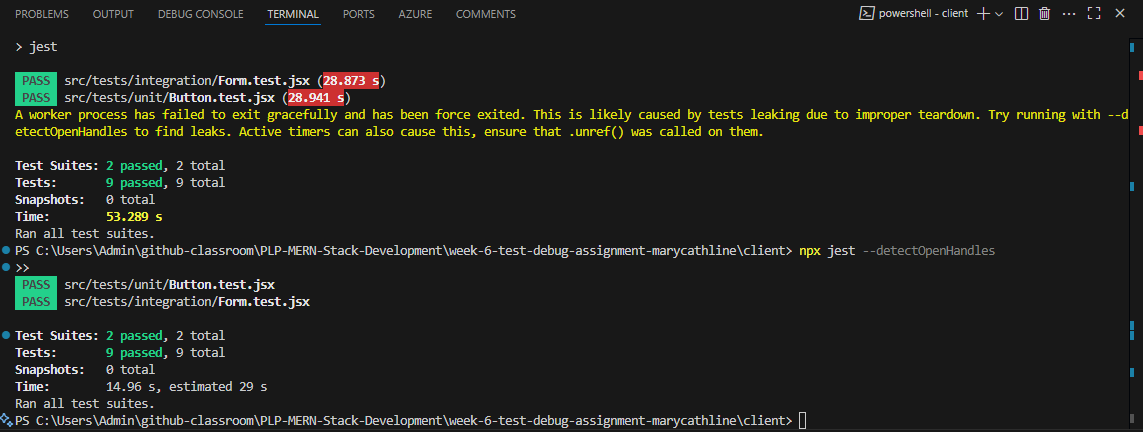 PROBLEMS OUTPUT DEBUG CONSOLE TERMINAL PORTS AZURE COMMENTS powershell - client
> jest
PASS src/tests/integration/Form.test.jsx (28.873 s)
PASS src/tests/unit/Button.test.jsx (28.941 s)
A worker process has failed to exit gracefully and has been force exited. This is likely caused by tests leaking due to improper teardown. Try running with --d
etectOpenHandles to find leaks. Active timers can also cause this, ensure that .unref() was called on them.
Test Suites: 2 passed, 2 total
Tests: 9 passed, 9 total
Snapshots: 0 total
Time: 53.289 s
Ran all test suites.
PS C:\Users\Admin\github-classroom\PLP-MERN-Stack-Development\week-6-test-debug-assignment-marycathline\client> npx jest --detectOpenHandles
>>
PASS src/tests/unit/Button.test.jsx
PASS src/tests/integration/Form.test.jsx
Test Suites: 2 passed, 2 total
Tests: 9 passed, 9 total
Snapshots: 0 total
Time: 14.96 s, estimated 29 s
Ran all test suites.
PS C:\Users\Admin\github-classroom\PLP-MERN-Stack-Development\week-6-test-debug-assignment-marycathline\client>